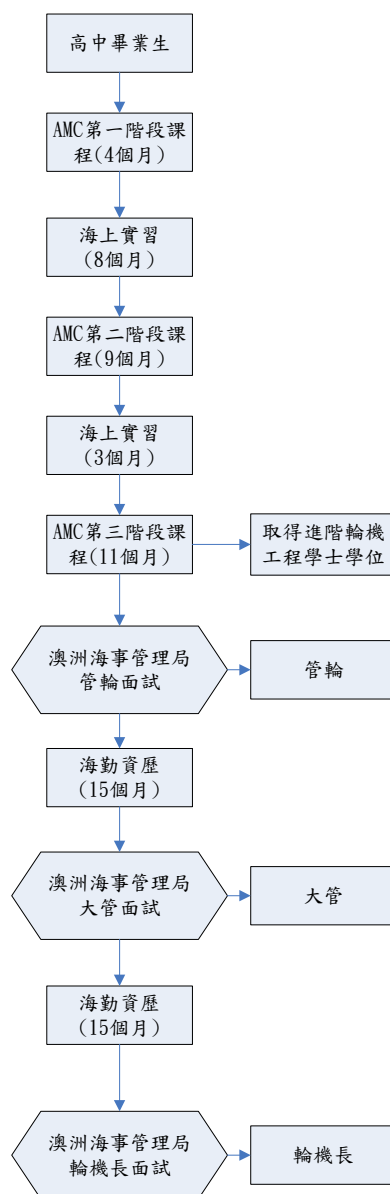 高中畢業生
AMC第一階段課
程(4個月)
海上實習
(8個月)
AMC第二階段課
程(9個月)
海上實習
(3個月)
AMC第三階段課
程(11個月)
取得進階輪機
工程學士學位
澳洲海事管理局
管輪面試
管輪
海勤資歷
(15個月)
澳洲海事管理局
大管面試
大管
海勤資歷
(15個月)
澳洲海事管理局
輪機長面試
輪機長